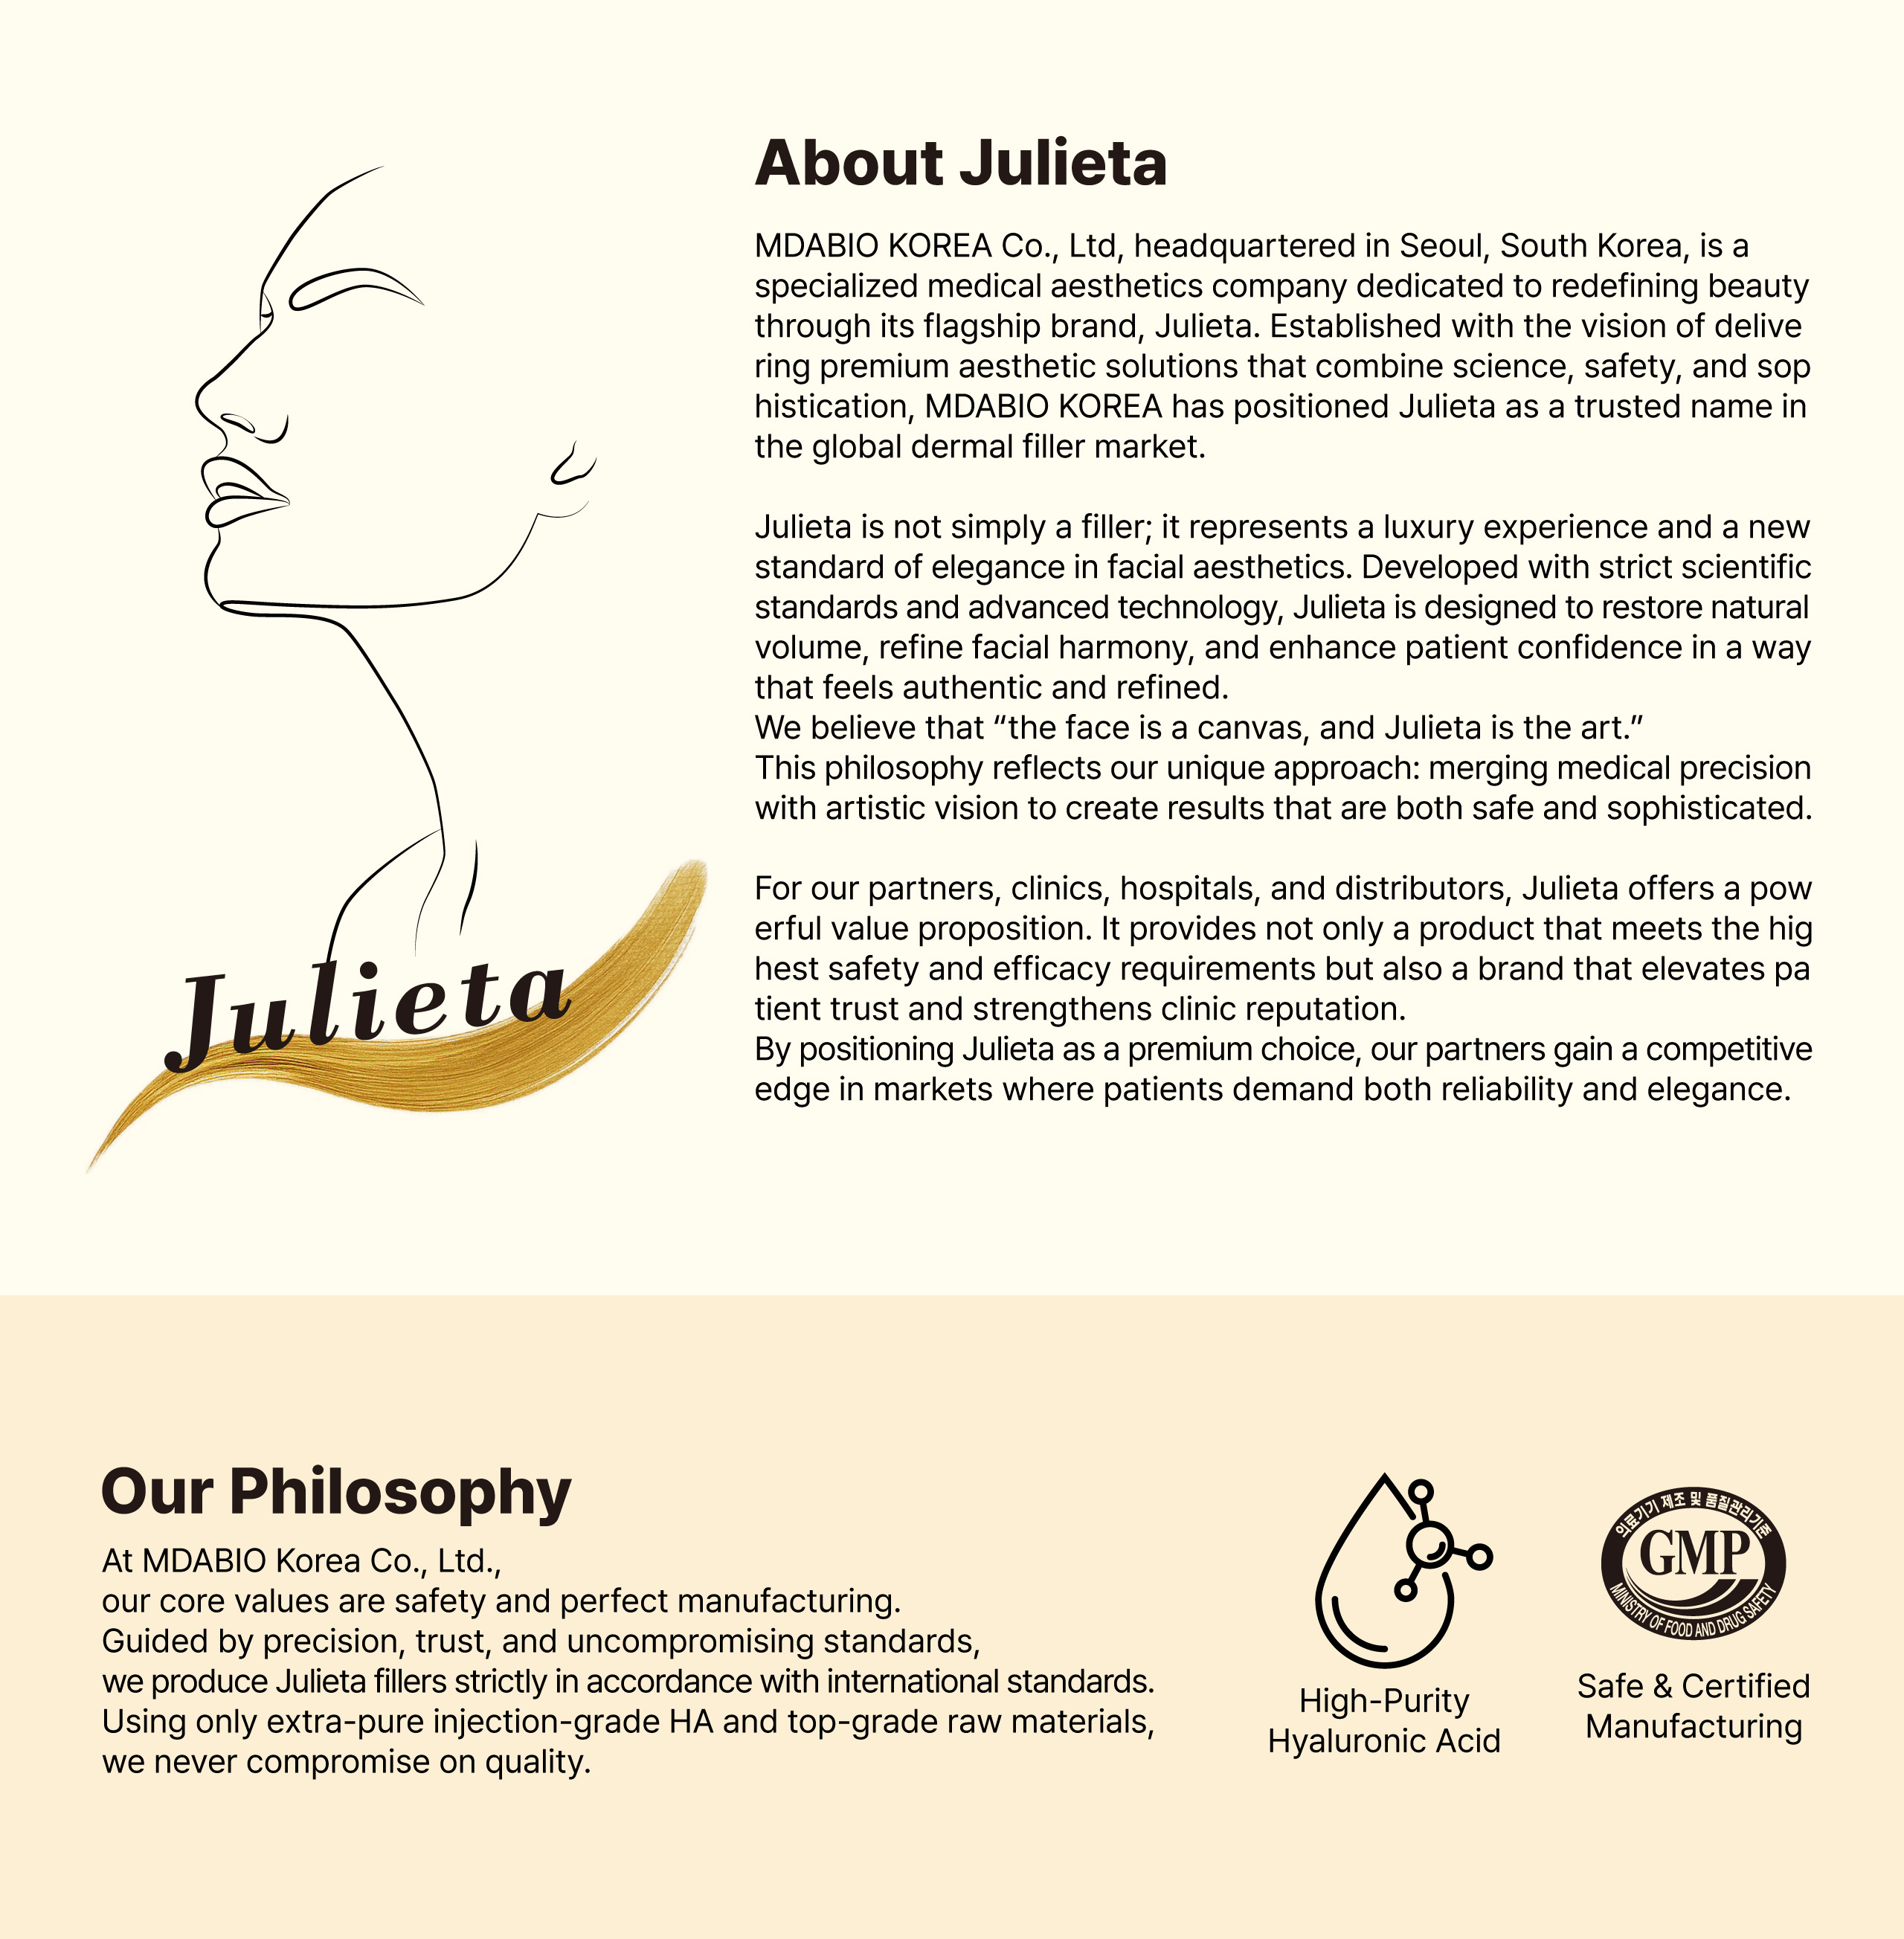 About Julieta
MDABIO KOREA Co., Ltd, headquartered in Seoul, South Korea, is a
specialized medical aesthetics company dedicated to redefining beauty
through its flagship brand, Julieta. Established with the vision of delive
ring premium aesthetic solutions that combine science, safety, and sop
histication, MDABIO KOREA has positioned Julieta as a trusted name in
the global dermal filler market.
Julieta is not simply a filler; it represents a luxury experience and a new
standard of elegance in facial aesthetics. Developed with strict scientific
standards and advanced technology, Julieta is designed to restore natural
volume, refine facial harmony, and enhance patient confidence in a way
that feels authentic and refined.
We believe that “the face is a canvas, and Julieta is the art.”
This philosophy reflects our unique approach: merging medical precision
with artistic vision to create results that are both safe and sophisticated.
For our partners, clinics, hospitals, and distributors, Julieta offers a pow
erful value proposition. It provides not only a product that meets the hig
hest safety and efficacy requirements but also a brand that elevates pa
tient trust and strengthens clinic reputation.
By positioning Julieta as a premium choice, our partners gain a competitive
edge in markets where patients demand both reliability and elegance.
Julieta
Our Philosophy
At MDABIO Korea Co., Ltd.,
our core values are safety and perfect manufacturing.
Guided by precision, trust, and uncompromising standards,
we produce Julieta fillers strictly in accordance with international standards.
Using only extra-pure injection-grade HA and top-grade raw materials,
we never compromise on quality.
High-Purity
Hyaluronic Acid
의료기기 제조 및 품질관리기준
GMP
MINISTRY OF FOOD AND DRUG SAFETY
Safe & Certified
Manufacturing